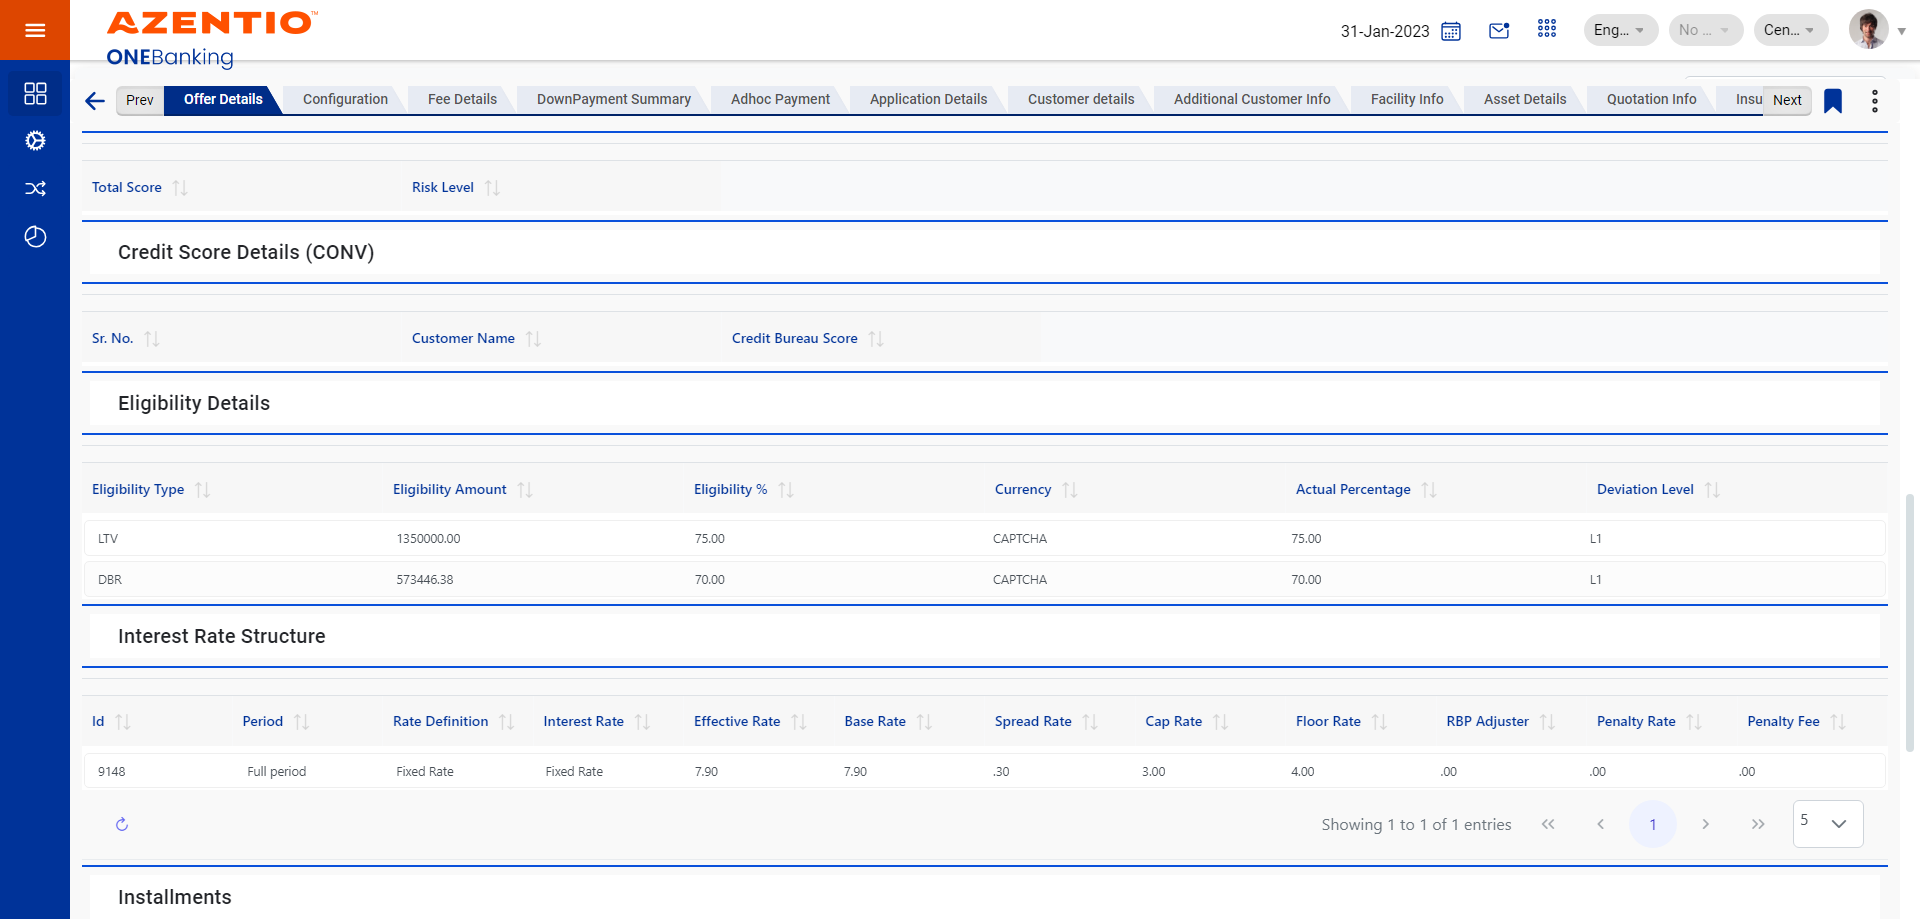 AZENTIO™
ONEBanking
31-Jan-2023
Eng...
No ...
Cen...
Prev
Offer Details
Configuration
Fee Details
DownPayment Summary
Adhoc Payment
Application Details
Customer details
Additional Customer Info
Facility Info
Asset Details
Quotation Info
Insu
Next
Total Score
Risk Level
Credit Score Details (CONV)
Sr. No.
Customer Name
Credit Bureau Score
Eligibility Details
Eligibility Type
Eligibility Amount
Eligibility %
Currency
Actual Percentage
Deviation Level
LTV
1350000.00
75.00
CAPTCHA
75.00
L1
DBR
573446.38
70.00
CAPTCHA
70.00
L1
Interest Rate Structure
Id
Period
Rate Definition
Interest Rate
Effective Rate
Base Rate
Spread Rate
Cap Rate
Floor Rate
RBP Adjuster
Penalty Rate
Penalty Fee
9148
Full period
Fixed Rate
Fixed Rate
7.90
7.90
.30
3.00
4.00
.00
.00
.00
Showing 1 to 1 of 1 entries
1
5
Installments